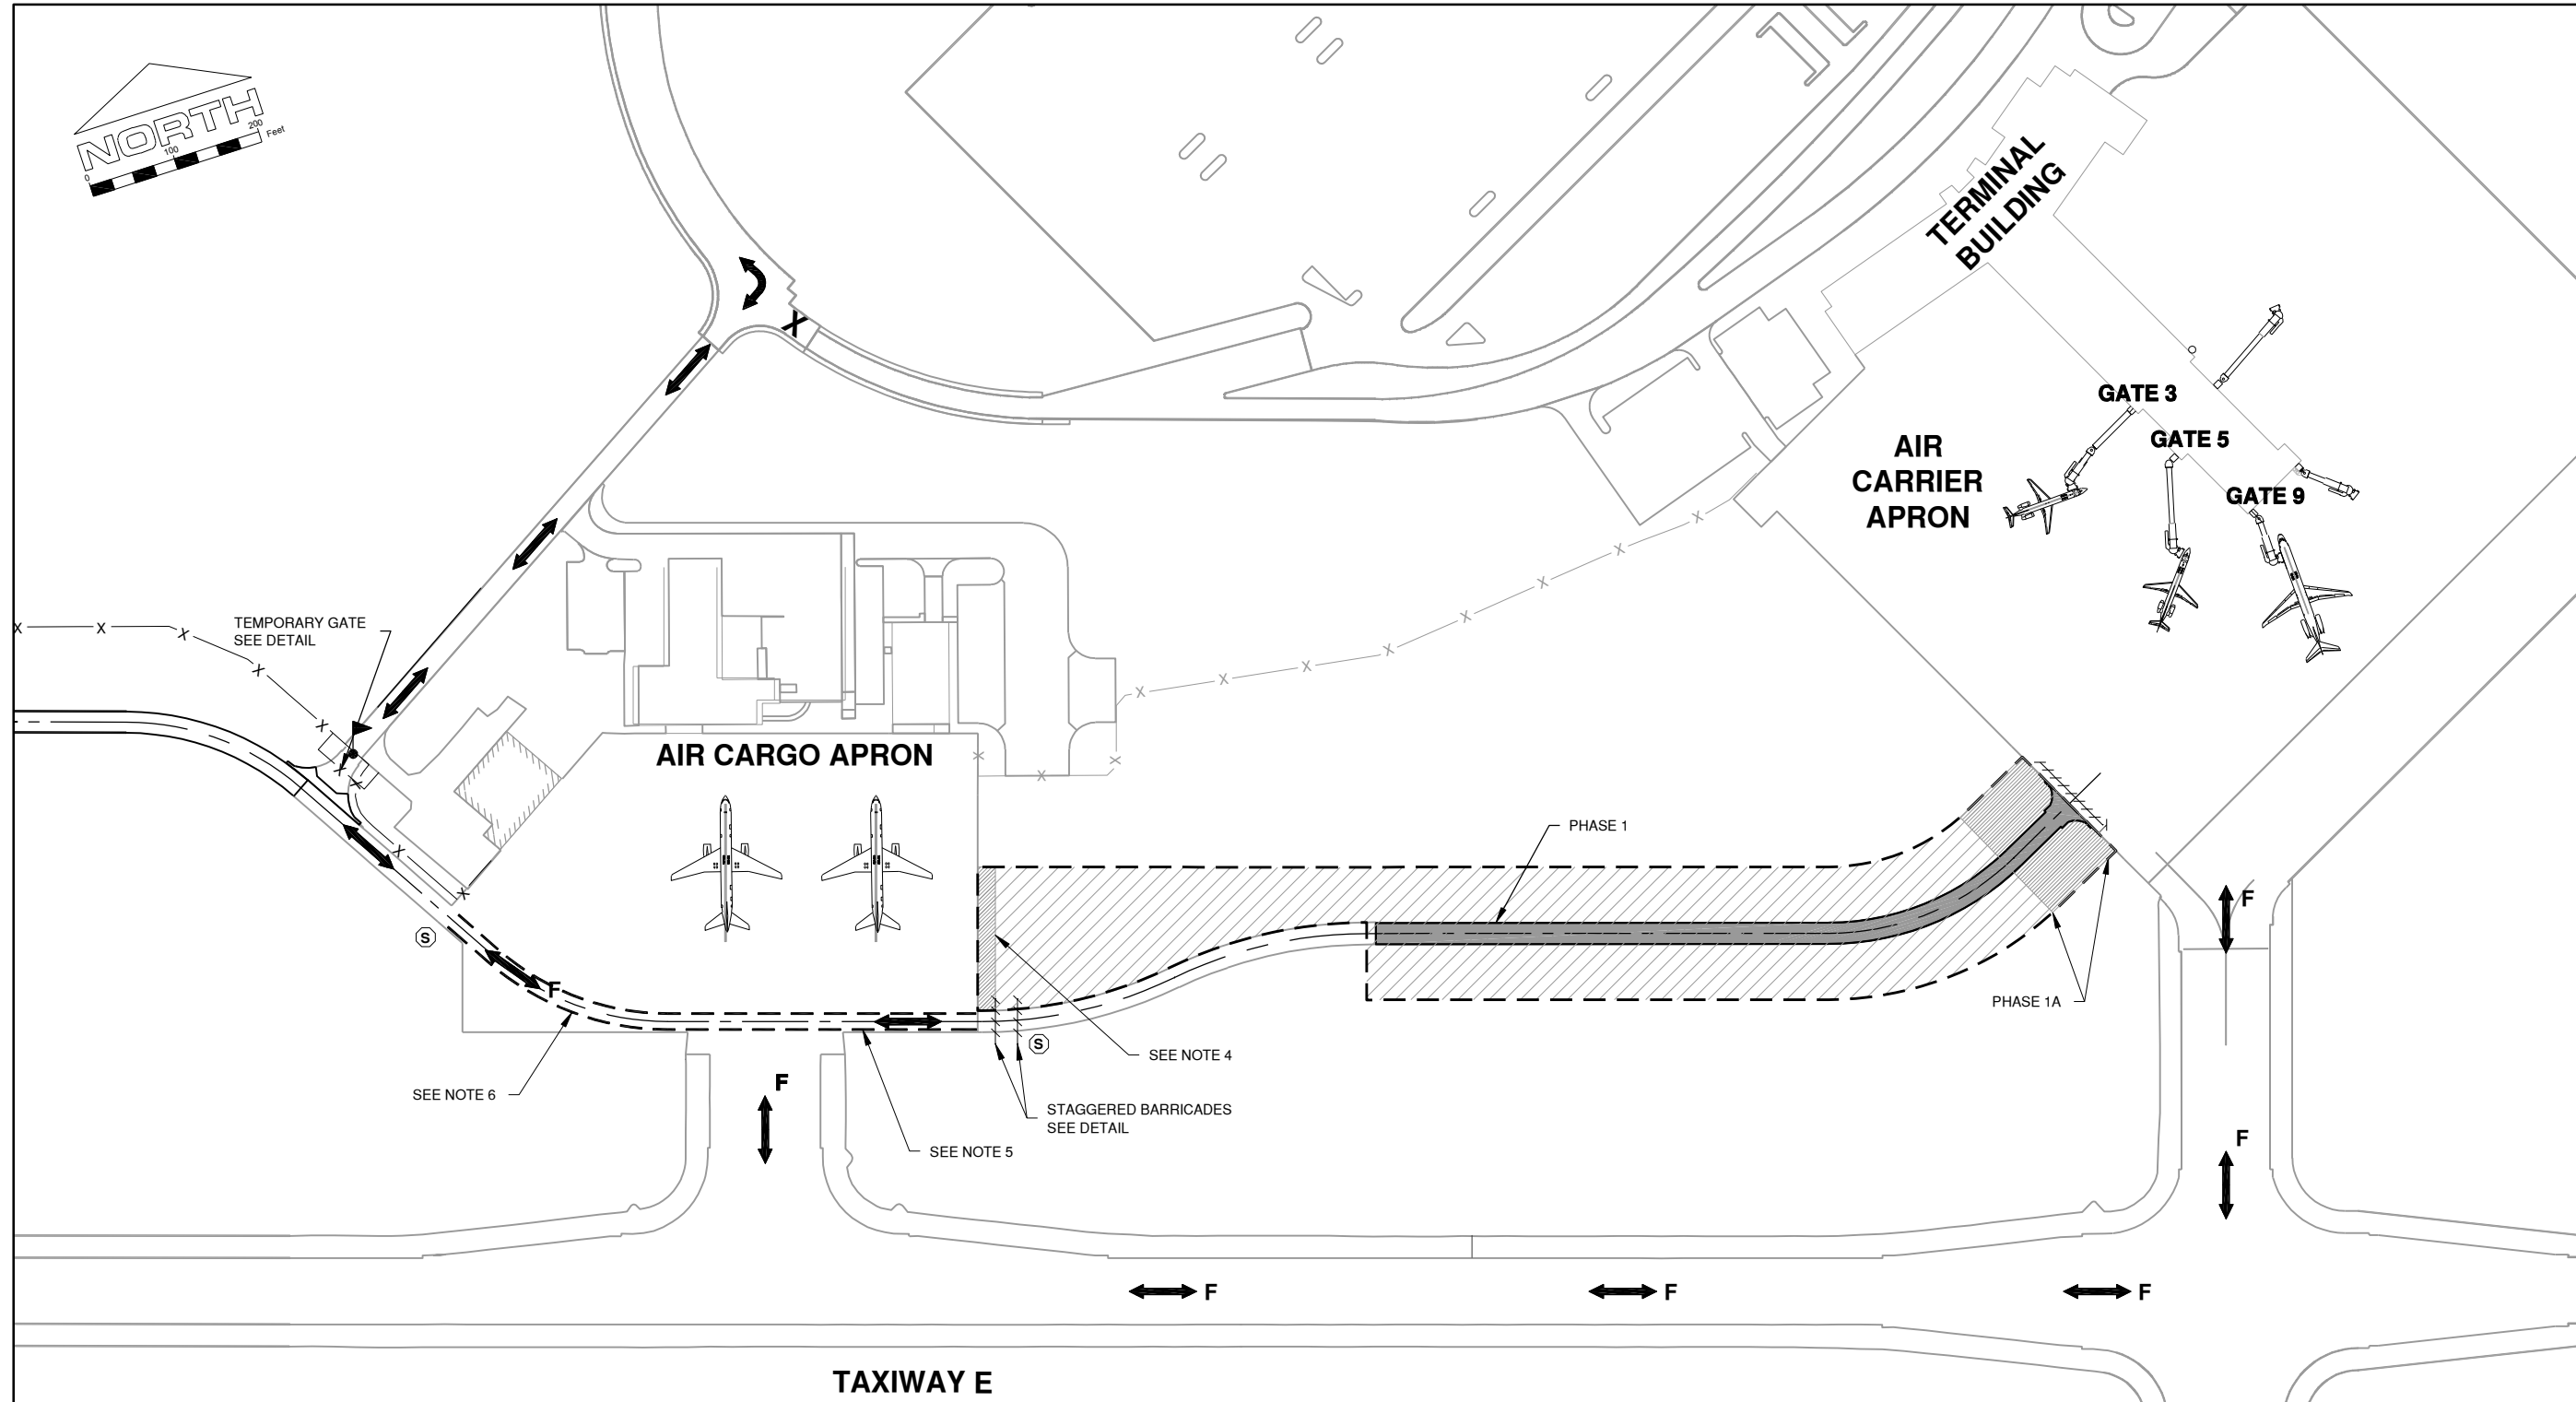 NORTH
0
100
200
Feet
TERMINAL
BUILDING
X
GATE 3
GATE 5
GATE 9
AIR
CARRIER
APRON
TEMPORARY GATE
SEE DETAIL
AIR CARGO APRON
PHASE 1
PHASE 1A
S
F
S
SEE NOTE 4
SEE NOTE 6
STAGGERED BARRICADES
SEE DETAIL
SEE NOTE 5
F
F
F
F
F
F
TAXIWAY E